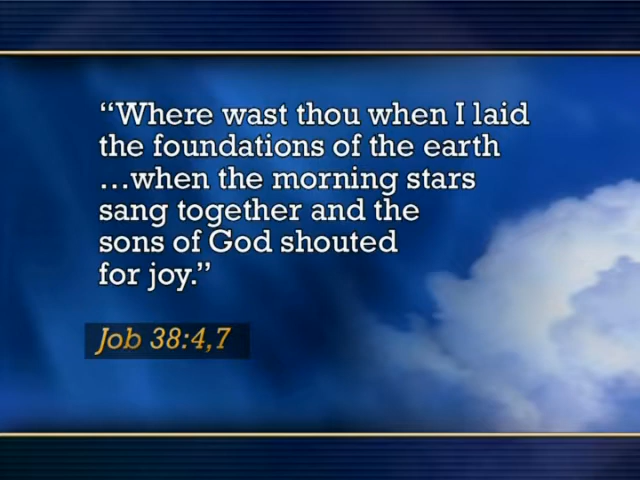 “Where wast thou when I laid
the foundations of the earth
…when the morning stars
sang together and the
sons of God shouted
for joy.”
Job 38:4,7